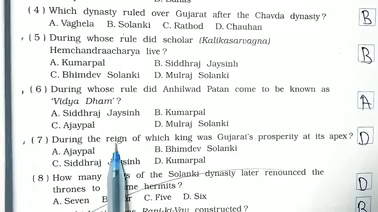 (4) Which dynasty ruled over Gujarat after the Chavda dynasty? B
A. Vaghela B. Solanki C. Rathod D. Chauhan
(5) During whose rule did scholar (Kalikasarvagna) B
Hemchandraacharya live?
A. Kumarpal B. Siddhraj Jaysinh
C. Bhimdev Solanki D. Mulraj Solanki
(6) During whose rule did Anhilwad Patan come to be known as
'Vidya Dham'? A
A. Siddhraj Jaysinh B. Kumarpal
C. Ajaypal D. Mulraj Solanki
(7) During the reign of which king was Gujarat's prosperity at its apex? D
A. Ajaypal B. Bhimdev Solanki
C. Siddhraj D. Kumarpal
(8) How many of the Solanki dynasty later renounced the D
thrones to hermits?
A. Seven C. Five D. Six
Rani-ki-Vav constructed? B